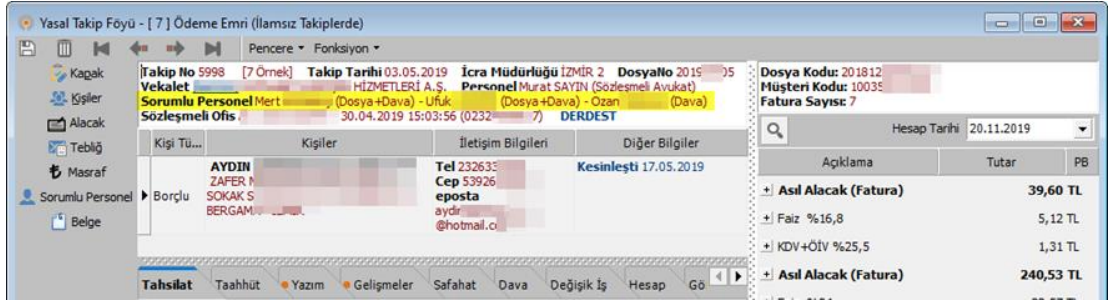 Yasal Takip Föyü - [ 7 ] Ödeme Emri (İlamsız Takiplerde)
Pencere Fonksiyon
Kapak
Kişiler
Alacak
Tebliğ
Masraf
Sorumlu Personel
Belge
Takip No 5998 [7 Örnek] Takip Tarihi 03.05.2019 İcra Müdürlüğü İZMİR 2 DosyaNo 2019 05
Vekalet HİZMETLERİ A.Ş. Personel Murat SAYIN (Sözleşmeli Avukat)
Sorumlu Personel Mert (Dosya+Dava) - Ufuk (Dosya+Dava) - Ozan (Dava)
Sözleşmeli Ofis 30.04.2019 15:03:56 (0232 7) DERDEST
Kişi Tü... Kişiler İletişim Bilgileri Diğer Bilgiler
Borçlu
AYDIN
ZAFER
SOKAK
Tel 232633
Cep 53926
eposta
@hotmail.c
Kesinleşti 17.05.2019
Tahsilat Taahhüt Yazım Gelişmeler Safahat Dava Değişik İş Hesap Gö
Dosya Kodu: 201812
Müşteri Kodu: 10035
Fatura Sayısı: 7
Hesap Tarihi 20.11.2019
Açıklama Tutar PB
Asıl Alacak (Fatura) 39,60 TL
Faiz %16,8 5,12 TL
KDV+ÖİV %25,5 1,31 TL
Asıl Alacak (Fatura) 240,53 TL